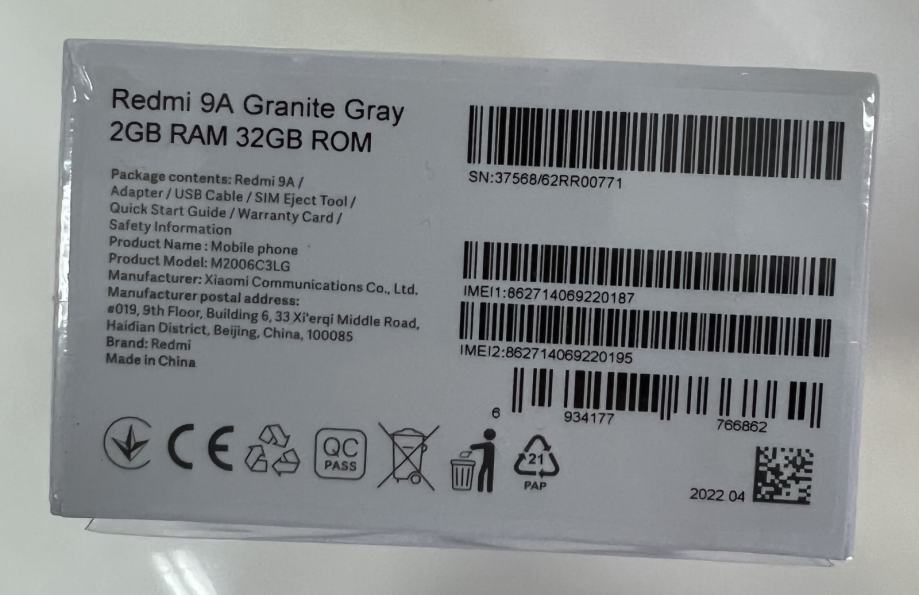 Redmi 9A Granite Gray
2GB RAM 32GB ROM
Package contents: Redmi 9A /
Adapter / USB Cable / SIM Eject Tool /
Quick Start Guide / Warranty Card /
Safety Information
Product Name : Mobile phone
Product Model: M2006C3LG
Manufacturer: Xiaomi Communications Co., Ltd.
Manufacturer postal address:
#019, 9th Floor, Building 6, 33 Xi'erqi Middle Road,
Haidian District, Beijing, China, 100085
Brand: Redmi
Made in China
SN:37568/62RR00771
IMEI1:862714069220187
IMEI2:862714069220195
6 934177 766862
CE
QC
PASS
21
PAP
2022 04